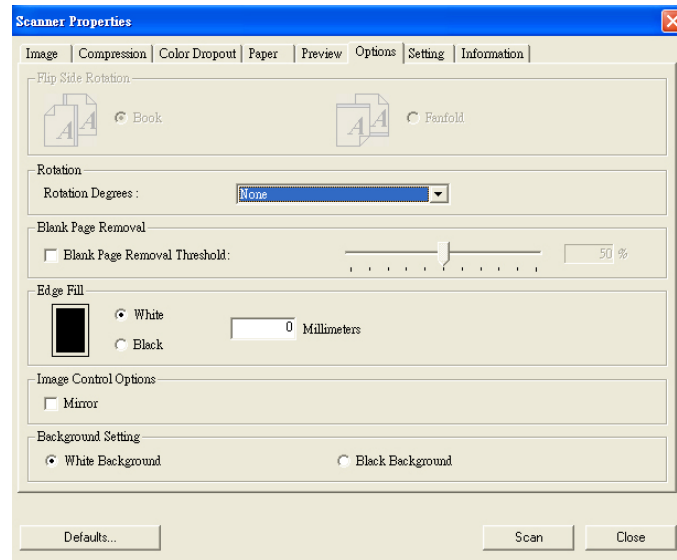 Scanner Properties
Image Compression Color Dropout Paper Preview Options Setting Information
Flip Side Rotation
A A Book A A Fanfold
Rotation
Rotation Degrees : None
Blank Page Removal
Blank Page Removal Threshold: 50 %
Edge Fill
White
0 Millimeters
Black
Image Control Options
Mirror
Background Setting
White Background Black Background
Defaults... Scan Close